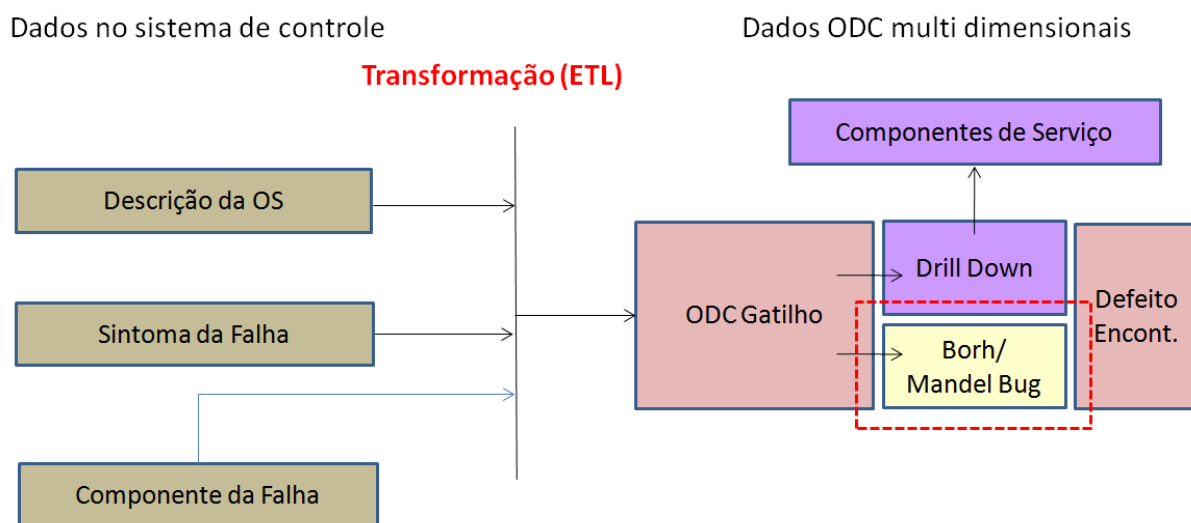 Dados no sistema de controle
Dados ODC multi dimensionais
Transformação (ETL)
Componentes de Serviço
Descrição da OS
Drill Down
ODC Gatilho
Defeito
Encont.
Sintoma da Falha
Borh/
Mandel Bug
Componente da Falha